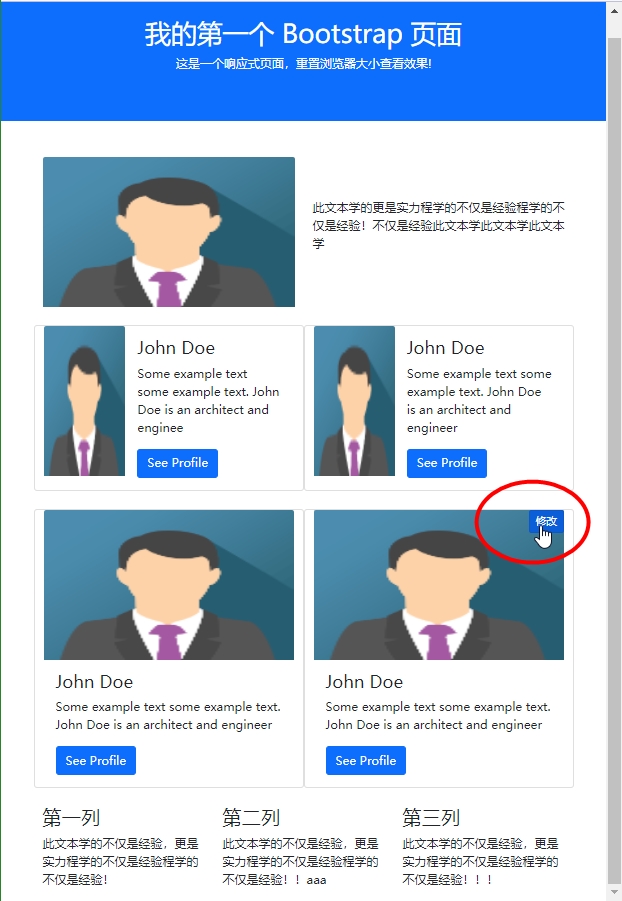 我的第一个 Bootstrap 页面
这是一个响应式页面，重置浏览器大小查看效果!
此文本学的更是实力程学的不仅是经验程学的不
仅是经验！不仅是经验此文本学此文本学此文本
学
John Doe
Some example text
some example text. John
Doe is an architect and
enginee
See Profile
John Doe
Some example text some
example text. John Doe
is an architect and
engineer
See Profile
修改
John Doe
Some example text some example text.
John Doe is an architect and engineer
See Profile
John Doe
Some example text some example text.
John Doe is an architect and engineer
See Profile
第一列
此文本学的不仅是经验，更是
实力程学的不仅是经验程学的
不仅是经验！
第二列
此文本学的不仅是经验，更是
实力程学的不仅是经验程学的
不仅是经验！！aaa
第三列
此文本学的不仅是经验，更是
实力程学的不仅是经验程学的
不仅是经验！！！